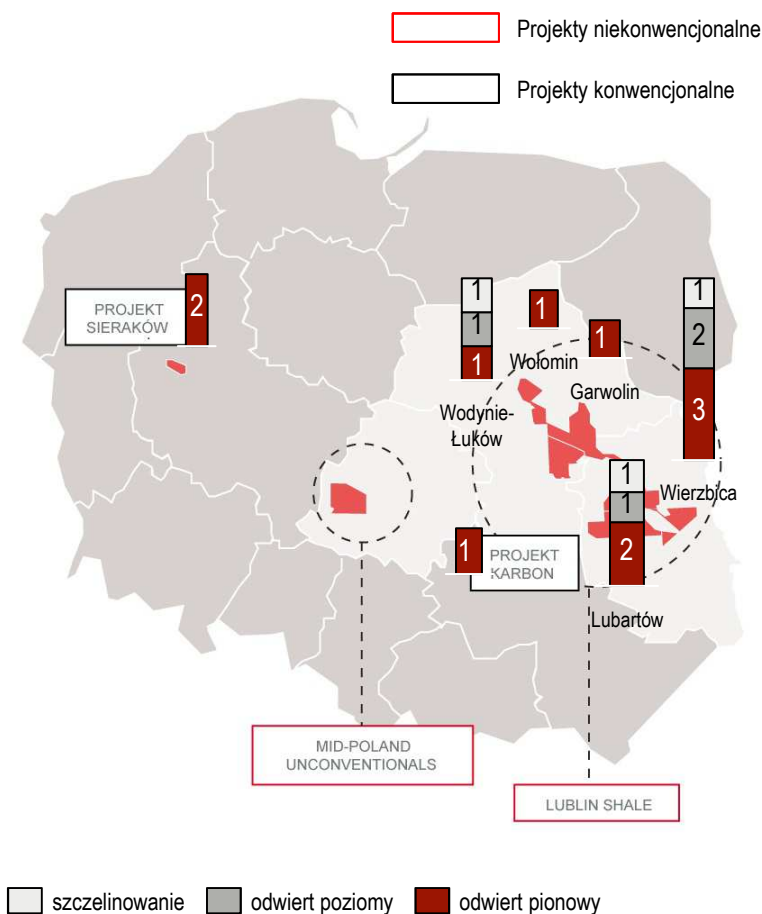 Projekty niekonwencjonalne
Projekty konwencjonalne
PROJEKT
SIERAKÓW
2
1
1
1
1
1
1
2
3
Wołomin
Garwolin
Wodynie-
Łuków
1
1
2
Wierzbica
1
PROJEKT
KARBON
Lubartów
MID-POLAND
UNCONVENTIONALS
LUBLIN SHALE
szczelinowanie
odwiert poziomy
odwiert pionowy